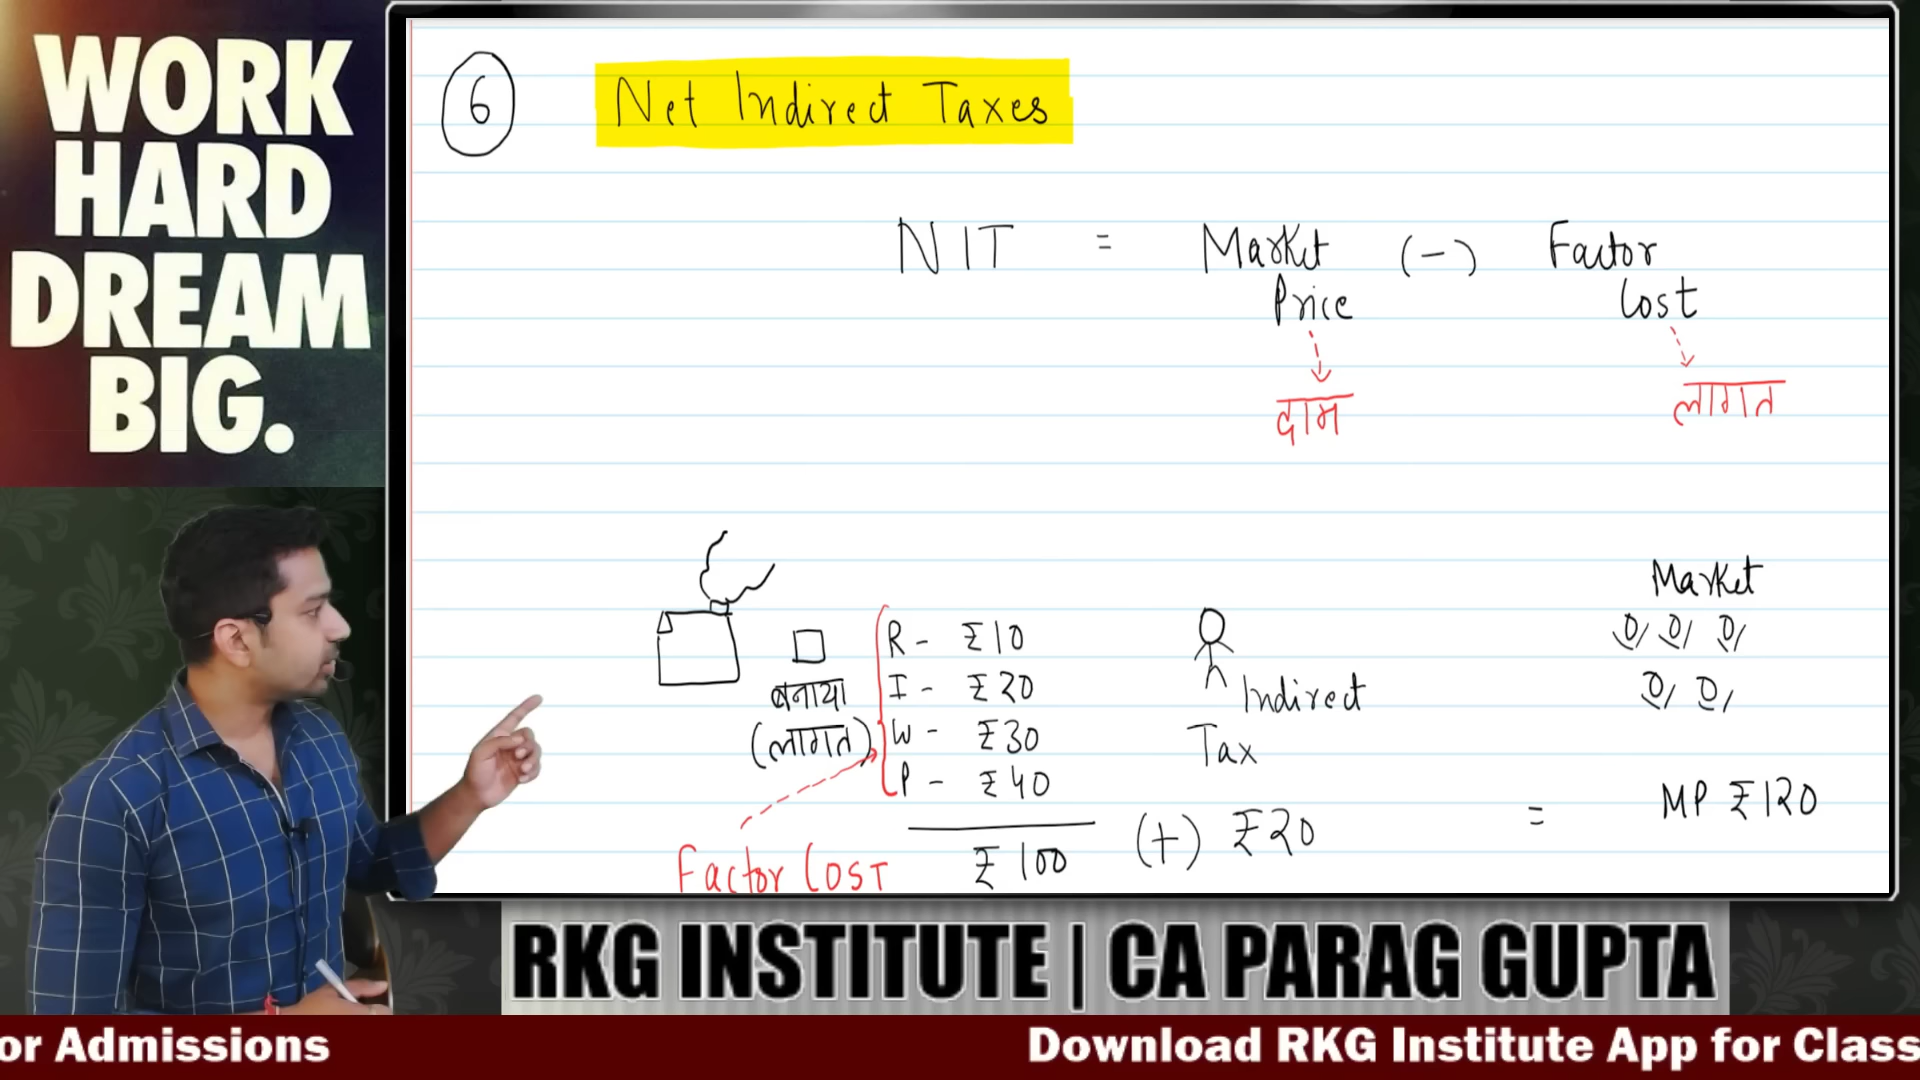 WORK
HARD
DREAM
BIG.
6 Net Indirect Taxes
NIT = Market Price (-) Factor Cost
दाम लागत
Market
R - ₹10
I - ₹20
W - ₹30
P - ₹40
बनाया
(लागत)
Indirect
Tax
Factor Cost ₹100 (+) ₹20 = MP ₹120
RKG INSTITUTE | CA PARAG GUPTA
or Admissions Download RKG Institute App for Class